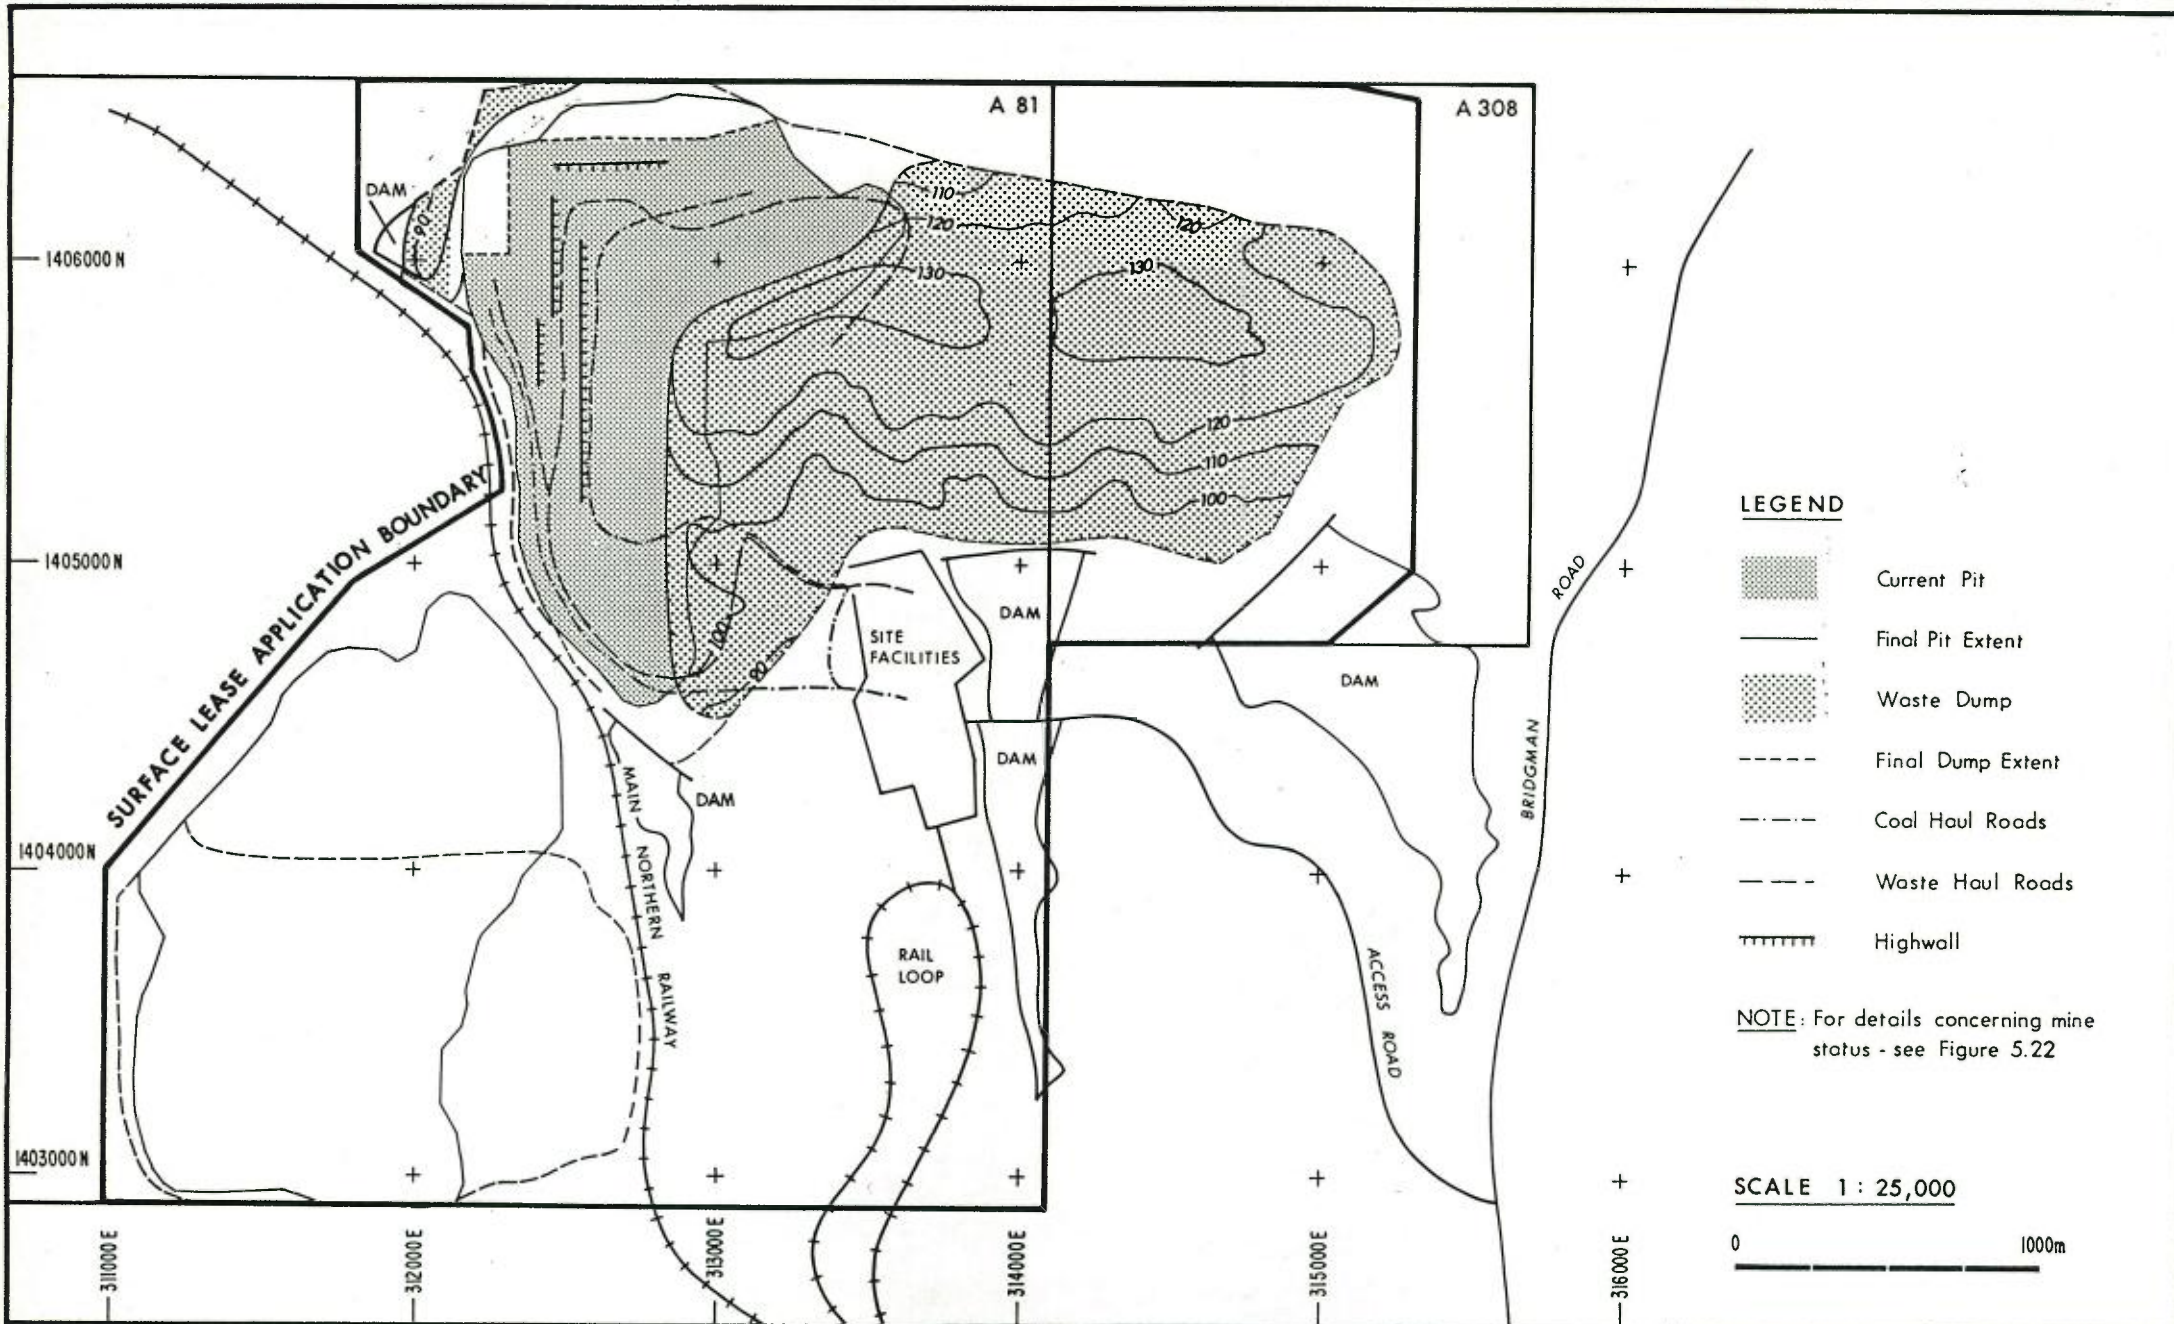 A 81
A 308
DAM
90
110
120
120
130
130
1406000 N
120
110
100
1405000 N
SURFACE LEASE APPLICATION BOUNDARY
DAM
SITE
FACILITIES
100
90
DAM
ROAD
BRIDGMAN
DAM
DAM
MAIN NORTHERN RAILWAY
1404000 N
RAIL
LOOP
ACCESS ROAD
1403000 N
311000 E
312000 E
313000 E
314000 E
315000 E
316000 E
LEGEND
Current Pit
Final Pit Extent
Waste Dump
Final Dump Extent
Coal Haul Roads
Waste Haul Roads
Highwall
NOTE: For details concerning mine
status - see Figure 5.22
SCALE 1 : 25,000
0 1000m